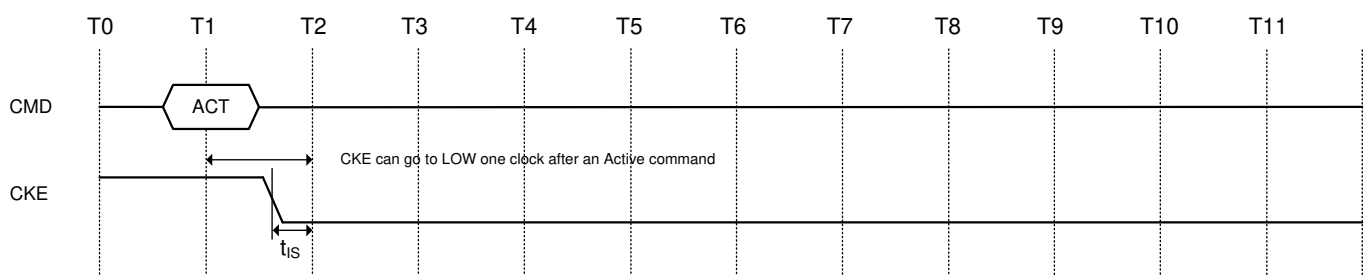 T0 T1 T2 T3 T4 T5 T6 T7 T8 T9 T10 T11
CMD ACT
CKE can go to LOW one clock after an Active command
CKE
tIS